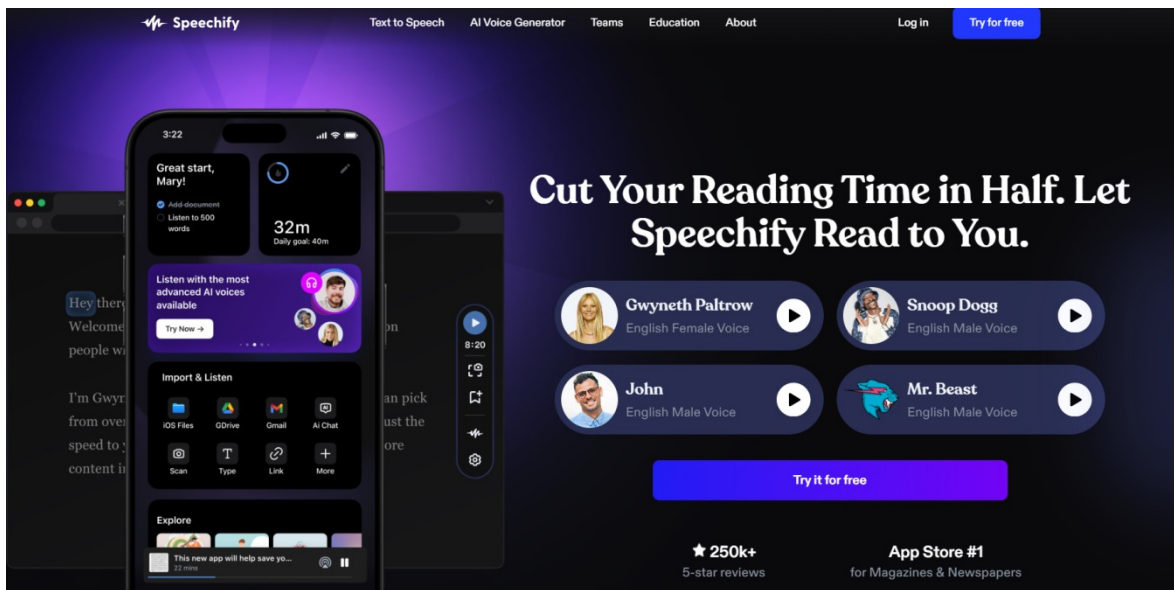 Speechify
Text to Speech
AI Voice Generator
Teams
Education
About
Log in
Try for free
3:22
Great start,
Mary!
Add document
Listen to 500
words
32m
Daily goal: 40m
Listen with the most
advanced AI voices
available
Try Now →
Import & Listen
iOS Files
GDrive
Gmail
Ai Chat
Scan
Type
Link
More
Explore
This new app will help save yo...
22 mins
Hey there
Welcome
on
people
I'm
an pick
from over
ust the
speed to
ore
content
8:20
Cut Your Reading Time in Half. Let
Speechify Read to You.
Gwyneth Paltrow
English Female Voice
Snoop Dogg
English Male Voice
John
English Male Voice
Mr. Beast
English Male Voice
Try it for free
250k+
5-star reviews
App Store #1
for Magazines & Newspapers